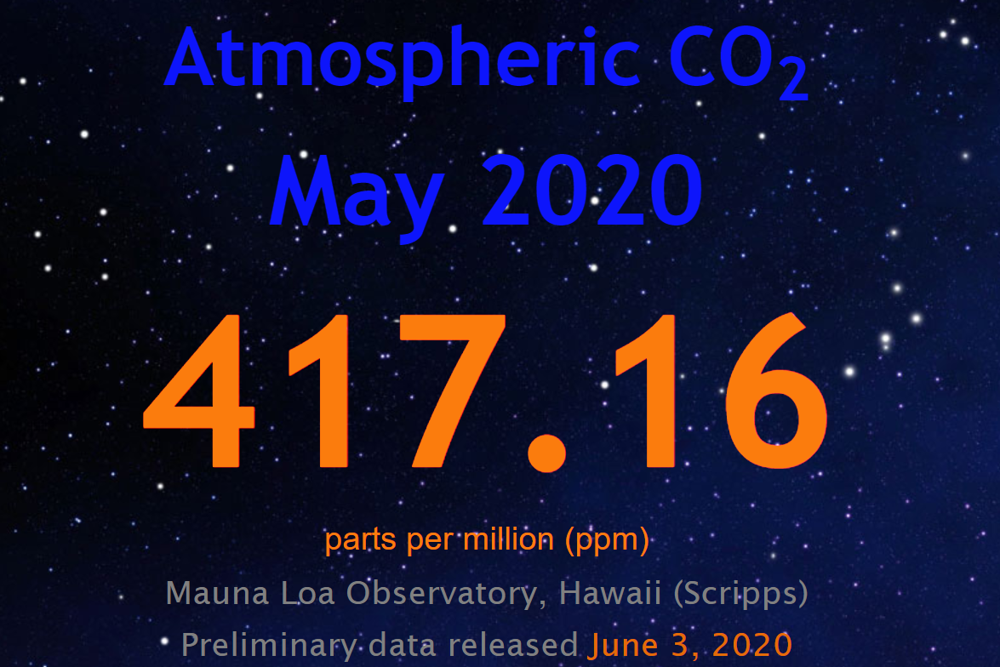 Atmospheric CO₂
May 2020
417.16
parts per million (ppm)
Mauna Loa Observatory, Hawaii (Scripps)
Preliminary data released June 3, 2020